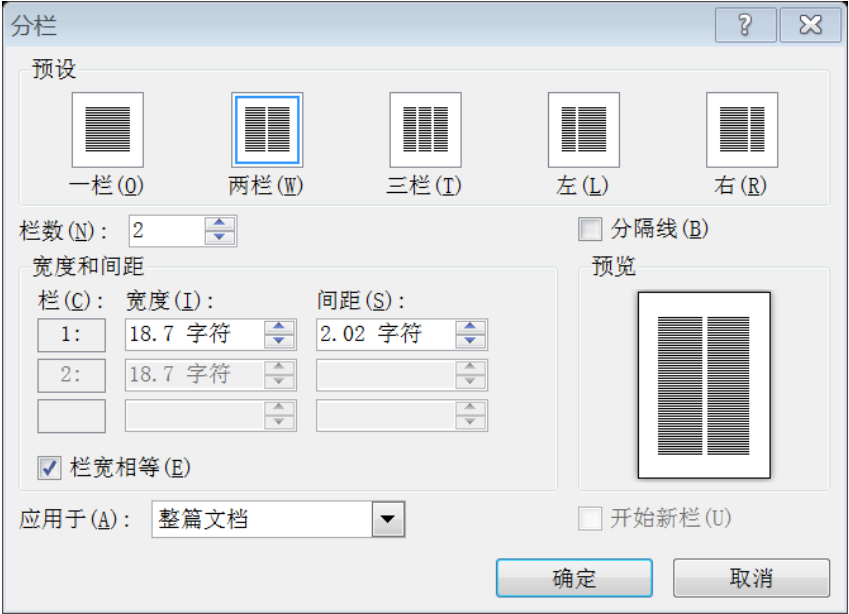 分栏
预设
一栏(O) 两栏(W) 三栏(T) 左(L) 右(R)
栏数(N): 2 分隔线(B)
宽度和间距 预览
栏(C): 宽度(I): 间距(S):
1: 18.7 字符 2.02 字符
2: 18.7 字符
栏宽相等(E)
应用于(A): 整篇文档 开始新栏(U)
确定 取消